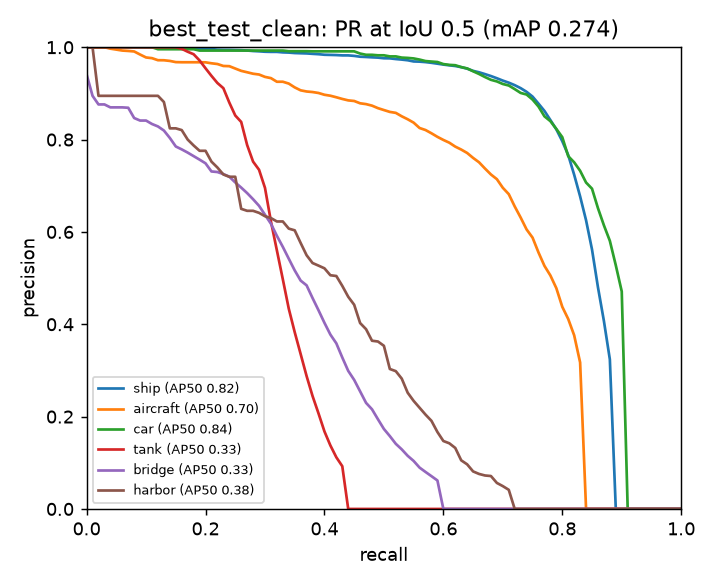 best_test_clean: PR at IoU 0.5 (mAP 0.274)
1.0
0.8
0.6
0.4
0.2
0.0
precision
ship (AP50 0.82)
aircraft (AP50 0.70)
car (AP50 0.84)
tank (AP50 0.33)
bridge (AP50 0.33)
harbor (AP50 0.38)
0.0 0.2 0.4 0.6 0.8 1.0
recall